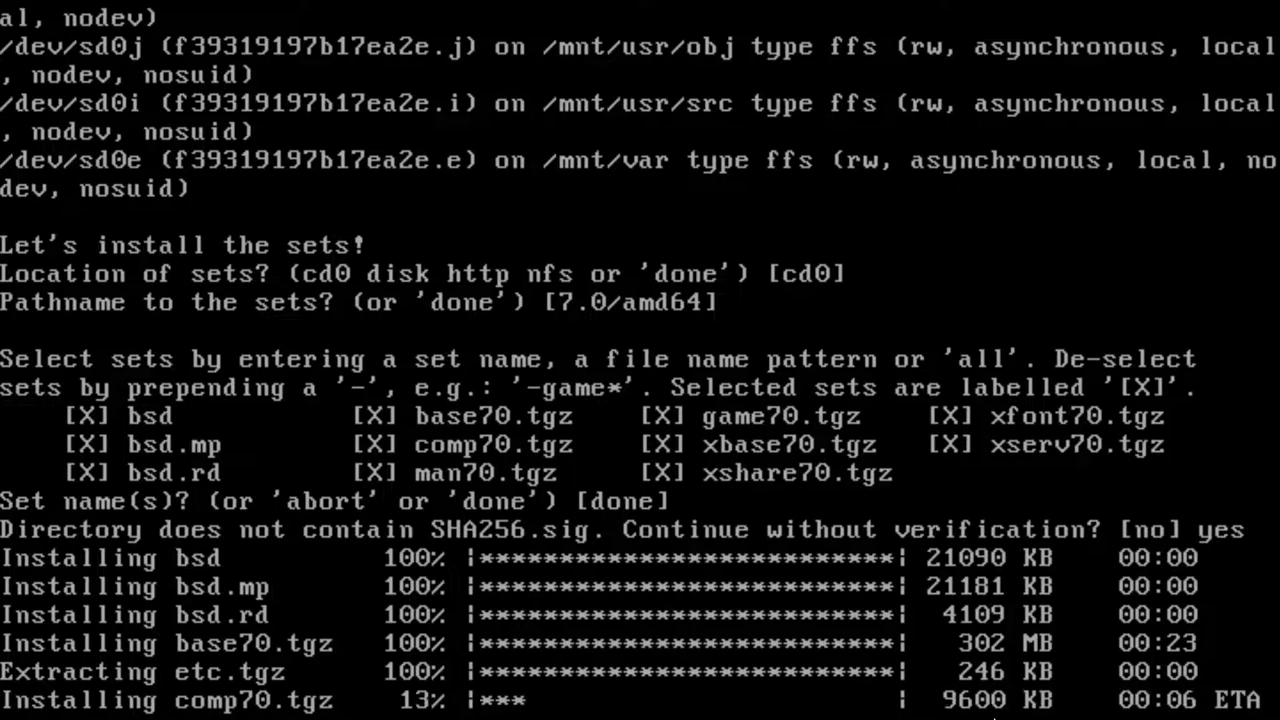 al, nodev)
/dev/sd0j (f39319197b17ea2e.j) on /mnt/usr/obj type ffs (rw, asynchronous, local
, nodev, nosuid)
/dev/sd0i (f39319197b17ea2e.i) on /mnt/usr/src type ffs (rw, asynchronous, local
, nodev, nosuid)
/dev/sd0e (f39319197b17ea2e.e) on /mnt/var type ffs (rw, asynchronous, local, no
dev, nosuid)
Let's install the sets!
Location of sets? (cd0 disk http nfs or 'done') [cd0]
Pathname to the sets? (or 'done') [7.0/amd64]
Select sets by entering a set name, a file name pattern or 'all'. De-select
sets by prepending a '-', e.g.: '-game*'. Selected sets are labelled '[X]'.
[X] bsd [X] base70.tgz [X] game70.tgz [X] xfont70.tgz
[X] bsd.mp [X] comp70.tgz [X] xbase70.tgz [X] xserv70.tgz
[X] bsd.rd [X] man70.tgz [X] xshare70.tgz
Set name(s)? (or 'abort' or 'done') [done]
Directory does not contain SHA256.sig. Continue without verification? [no] yes
Installing bsd 100% |**************************| 21090 KB 00:00
Installing bsd.mp 100% |**************************| 21181 KB 00:00
Installing bsd.rd 100% |**************************| 4109 KB 00:00
Installing base70.tgz 100% |**************************| 302 MB 00:23
Extracting etc.tgz 100% |**************************| 246 KB 00:00
Installing comp70.tgz 13% |*** | 9600 KB 00:06 ETA